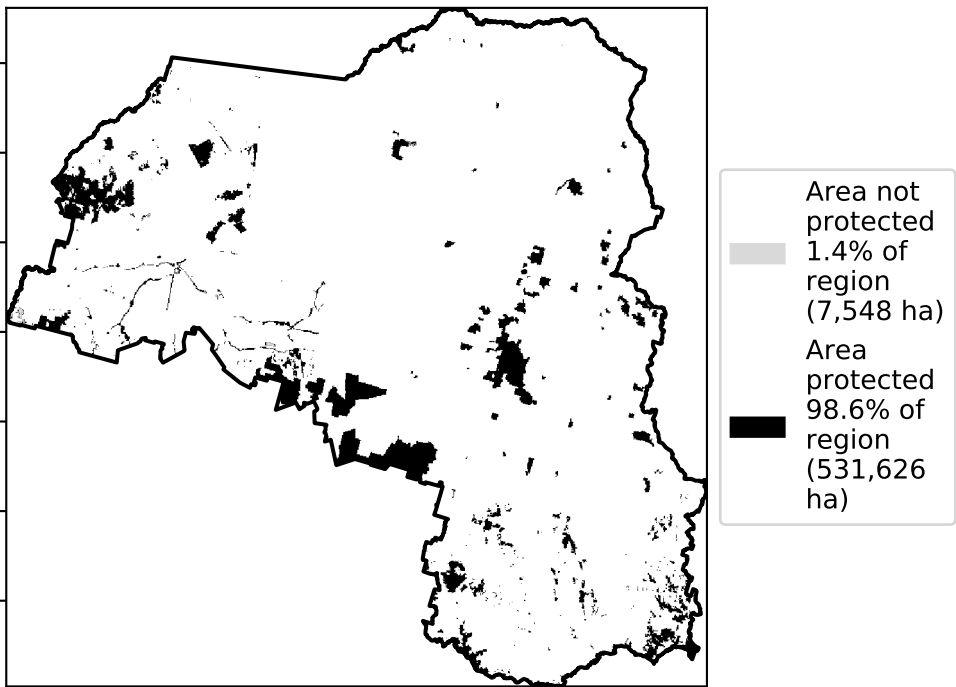 Area not
protected
1.4% of
region
(7,548 ha)
Area
protected
98.6% of
region
(531,626
ha)